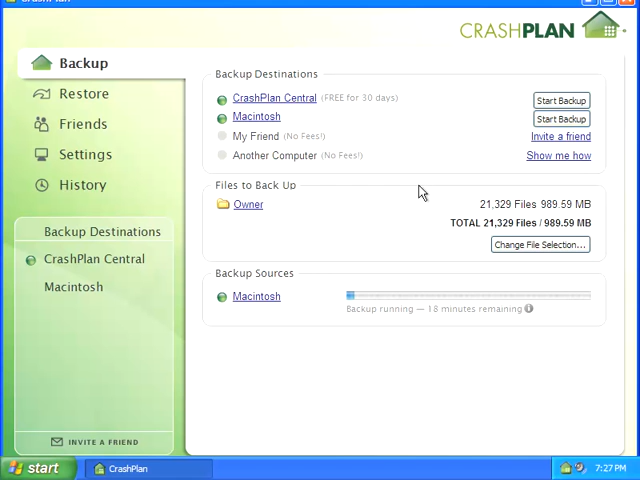 CrashPlan
CRASHPLAN
Backup
Restore
Friends
Settings
History
Backup Destinations
CrashPlan Central
Macintosh
INVITE A FRIEND
Backup Destinations
CrashPlan Central (FREE for 30 days) Start Backup
Macintosh Start Backup
My Friend (No Fees!) Invite a friend
Another Computer (No Fees!) Show me how
Files to Back Up
Owner 21,329 Files 989.59 MB
TOTAL 21,329 Files / 989.59 MB
Change File Selection...
Backup Sources
Macintosh
Backup running — 18 minutes remaining
start CrashPlan 7:27 PM